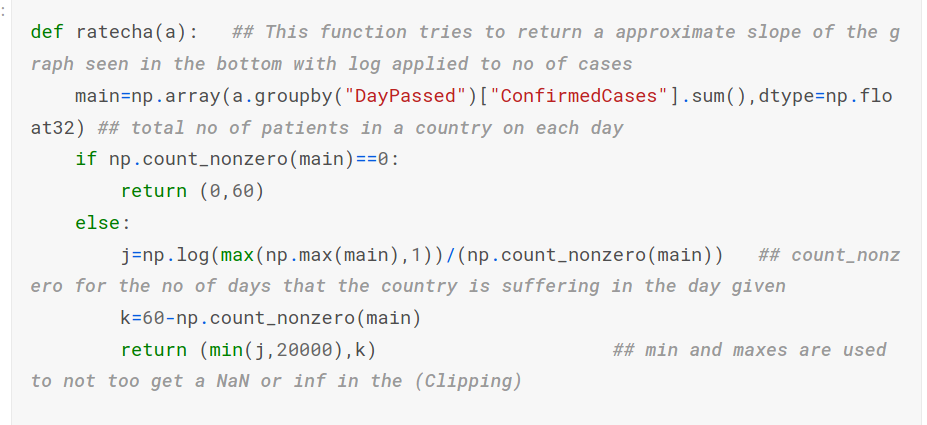 :
def ratecha(a):   ## This function tries to return a approximate slope of the g
raph seen in the bottom with log applied to no of cases
    main=np.array(a.groupby("DayPassed")["ConfirmedCases"].sum(),dtype=np.flo
at32) ## total no of patients in a country on each day
    if np.count_nonzero(main)==0:
        return (0,60)
    else:
        j=np.log(max(np.max(main),1))/(np.count_nonzero(main))   ## count_nonz
ero for the no of days that the country is suffering in the day given
        k=60-np.count_nonzero(main)
        return (min(j,20000),k)                     ## min and maxes are used
to not too get a NaN or inf in the (Clipping)